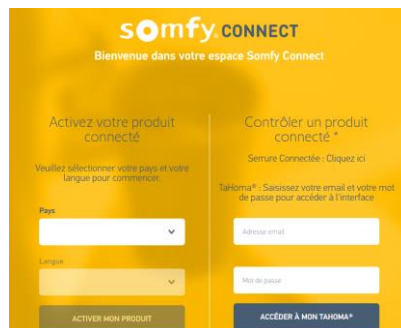 somfy. CONNECT
Bienvenue dans votre espace Somfy Connect
Activez votre produit
connecté
Veuillez sélectionner votre pays et votre
langue pour commencer.
Pays
Langue
ACTIVER MON PRODUIT
Contrôler un produit
connecté *
Serrure Connectée : Cliquez ici
TaHoma® : Saisissez votre email et votre mot
de passe pour accéder à l'interface
Adresse email
Mot de passe
ACCÉDER À MON TAHOMA®